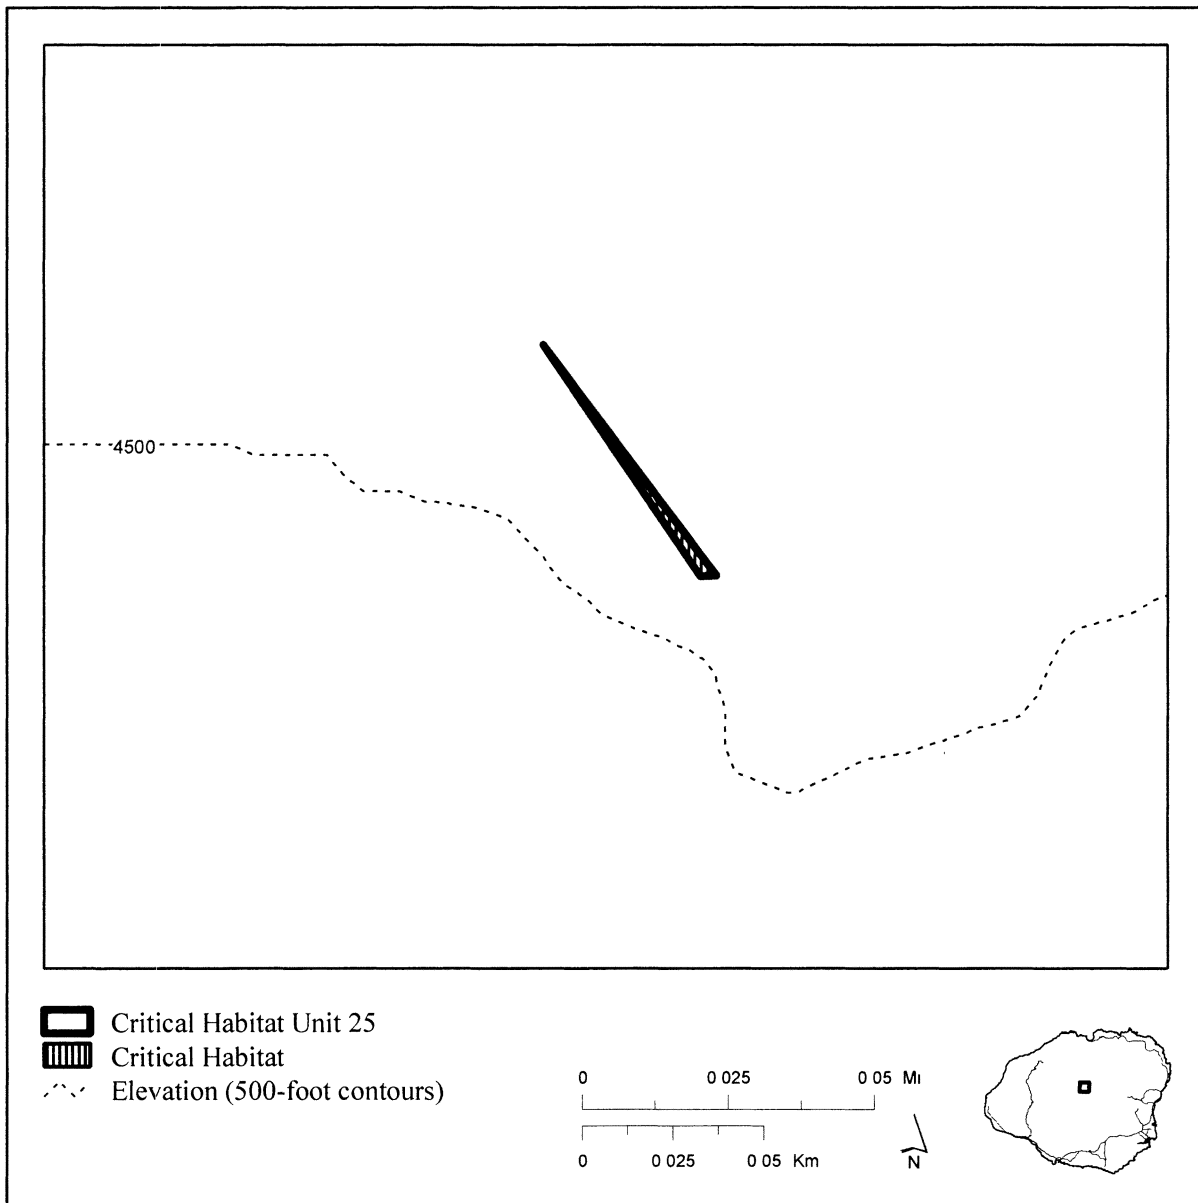 4500
Critical Habitat Unit 25
Critical Habitat
Elevation (500-foot contours)
0 0 025 0 05 Mi
0 0 025 0 05 Km
N